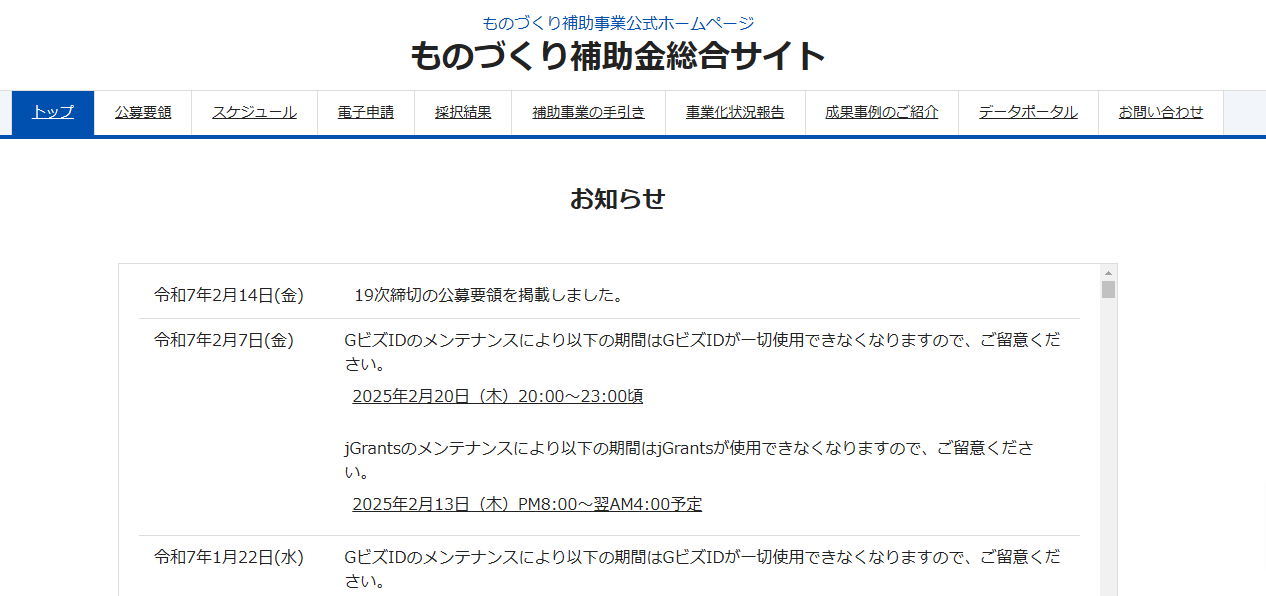 ものづくり補助事業公式ホームページ
ものづくり補助金総合サイト
トップ 公募要領 スケジュール 電子申請 採択結果 補助事業の手引き 事業化状況報告 成果事例のご紹介 データポータル お問い合わせ
お知らせ
令和7年2月14日(金) 19次締切の公募要領を掲載しました。
令和7年2月7日(金) GビズIDのメンテナンスにより以下の期間はGビズIDが一切使用できなくなりますので、ご留意くだ
さい。
2025年2月20日（木）20:00～23:00頃
jGrantsのメンテナンスにより以下の期間はjGrantsが使用できなくなりますので、ご留意くださ
い。
2025年2月13日（木）PM8:00～翌AM4:00予定
令和7年1月22日(水) GビズIDのメンテナンスにより以下の期間はGビズIDが一切使用できなくなりますので、ご留意くだ
さい。